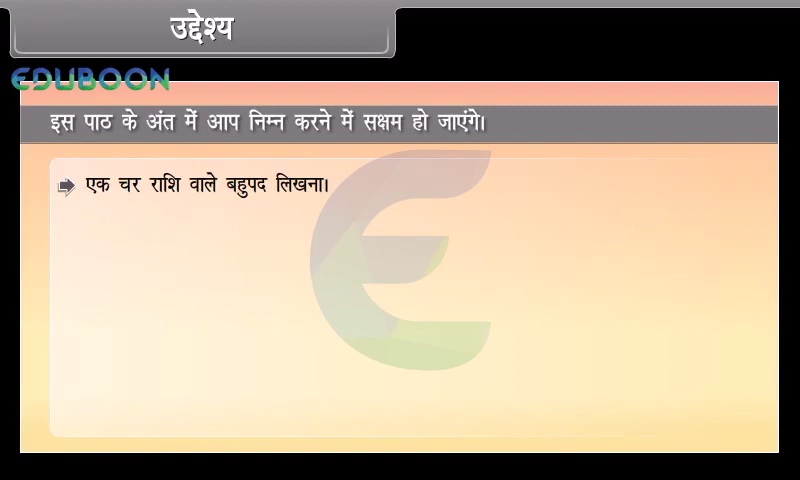 उद्देश्य
EDUBOON
इस पाठ के अंत में आप निम्न करने में सक्षम हो जाएंगे।
एक चर राशि वाले बहुपद लिखना।